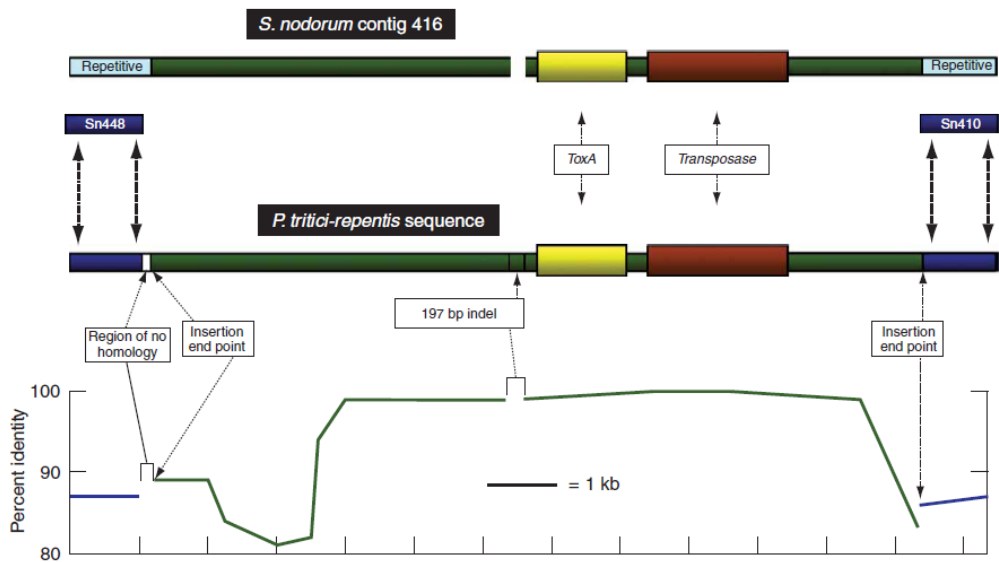 S. nodorum contig 416
Repetitive
Repetitive
Sn448
Sn410
ToxA
Transposase
P. tritici-repentis sequence
197 bp indel
Region of no
homology
Insertion
end point
Insertion
end point
100
90
80
Percent identity
= 1 kb